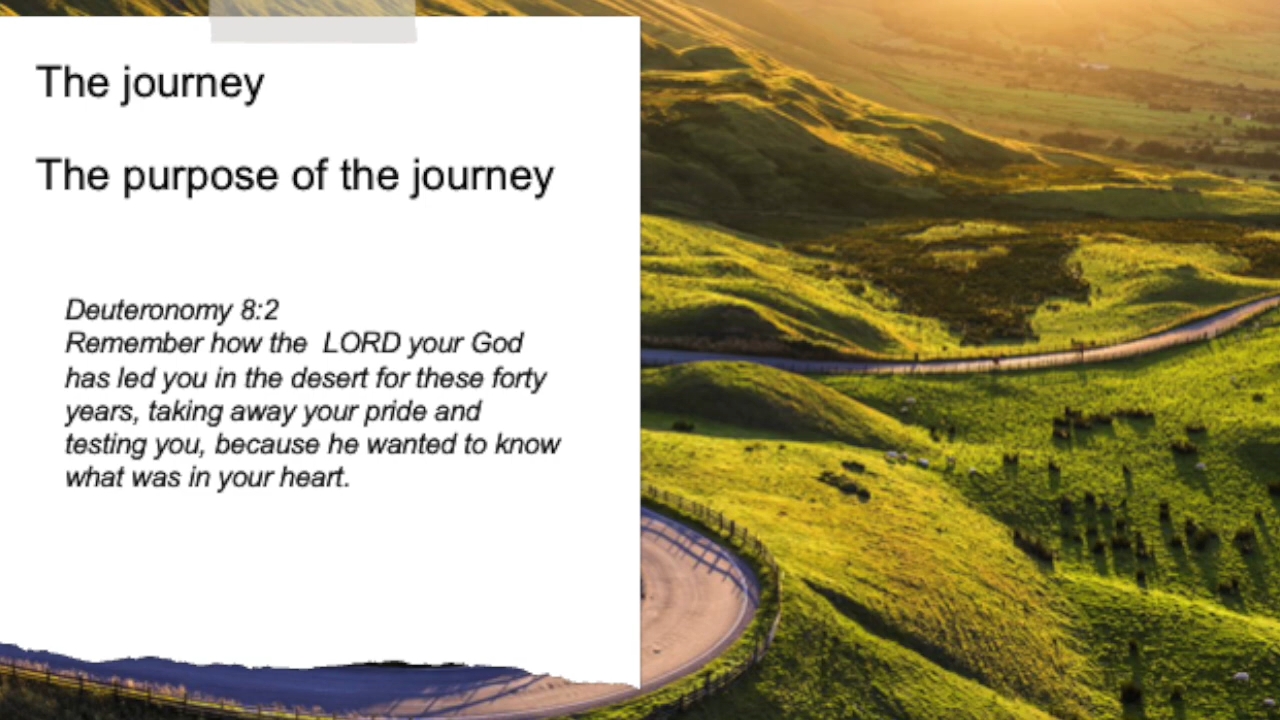 The journey
The purpose of the journey
Deuteronomy 8:2
Remember how the  LORD your God
has led you in the desert for these forty
years, taking away your pride and
testing you, because he wanted to know
what was in your heart.